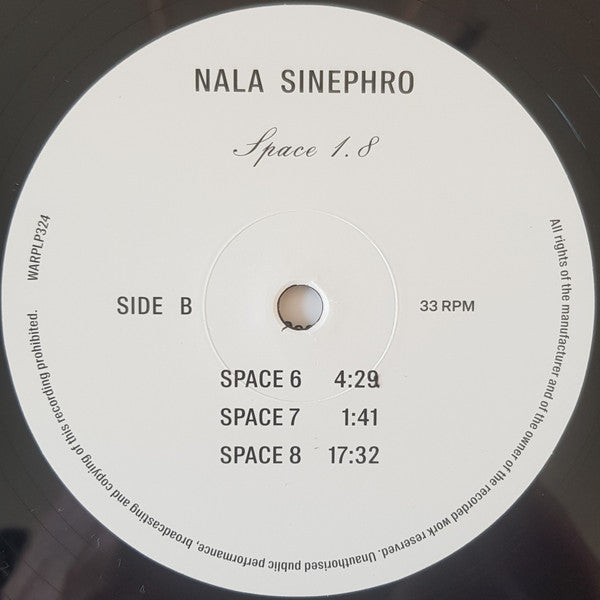 NALA SINEPHRO
Space 1.8
WARPLP324
SIDE B
33 RPM
SPACE 6 4:29
SPACE 7 1:41
SPACE 8 17:32
All rights of the manufacturer and of the owner of the recorded work reserved. Unauthorised public performance, broadcasting and copying of this recording prohibited.